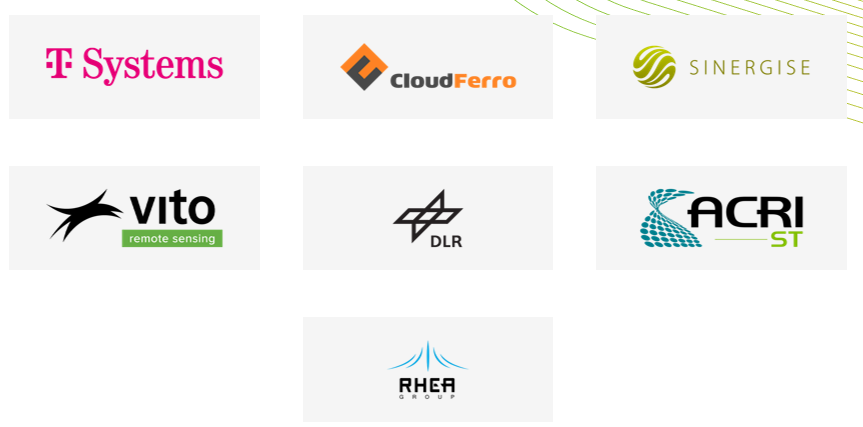 T Systems
CloudFerro
SINERGISE
vito
remote sensing
DLR
ACRI
ST
RHEA
GROUP